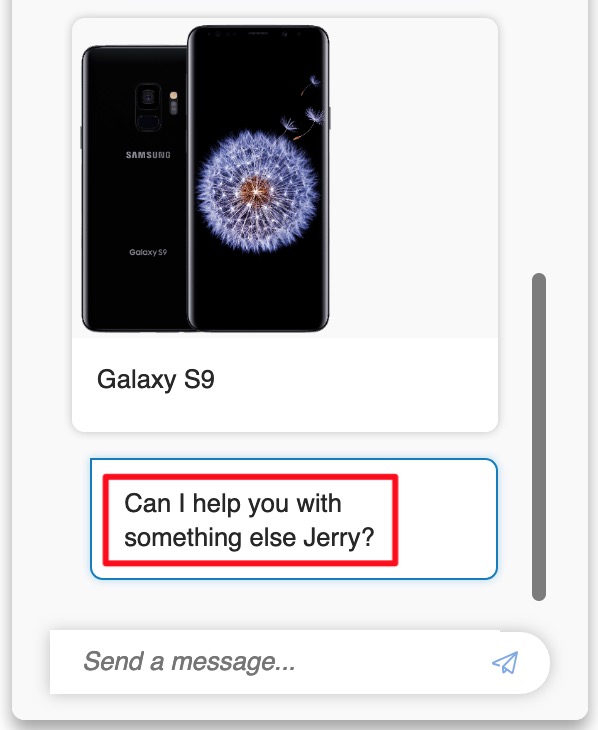 SAMSUNG
Galaxy S9
Galaxy S9
Can I help you with
something else Jerry?
Send a message...